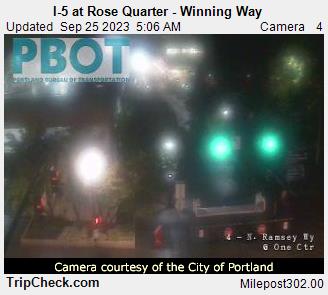 I-5 at Rose Quarter - Winning Way
Updated Sep 25 2023 5:06 AM Camera 4
PBOT
PORTLAND BUREAU OF TRANSPORTATION
4 - N. Ramsey Wy
@ One Ctr
Camera courtesy of the City of Portland
TripCheck.com Milepost302.00